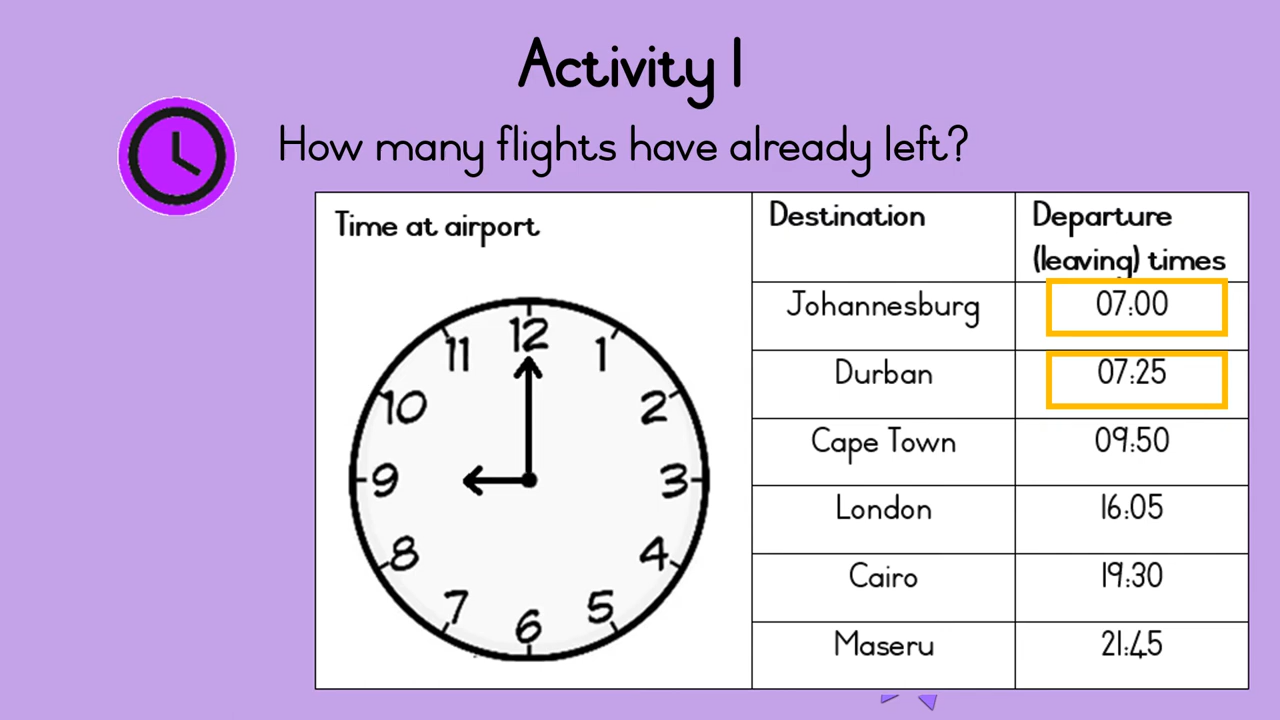 Activity 1
How many flights have already left?
Time at airport
Destination
Departure
(leaving) times
Johannesburg
07:00
Durban
07:25
Cape Town
09:50
London
16:05
Cairo
19:30
Maseru
21:45
12
1
2
3
4
5
6
7
8
9
10
11